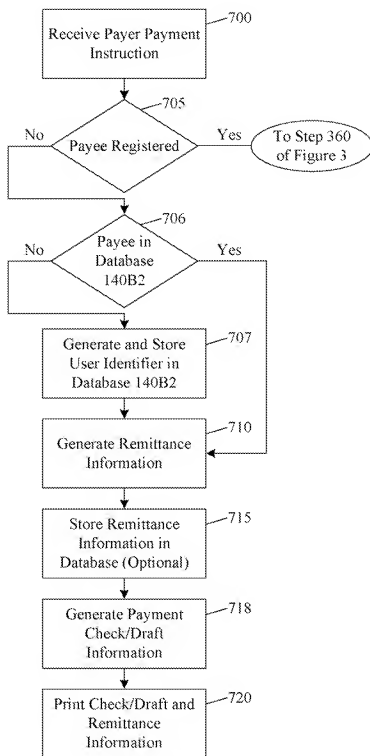 Receive Payer Payment
Instruction
700
705
No
Payee Registered
Yes
To Step 360
of Figure 3
706
No
Payee in
Database
140B2
Yes
Generate and Store
User Identifier in
Database 140B2
707
Generate Remittance
Information
710
Store Remittance
Information in
Database (Optional)
715
Generate Payment
Check/Draft
Information
718
Print Check/Draft and
Remittance
Information
720